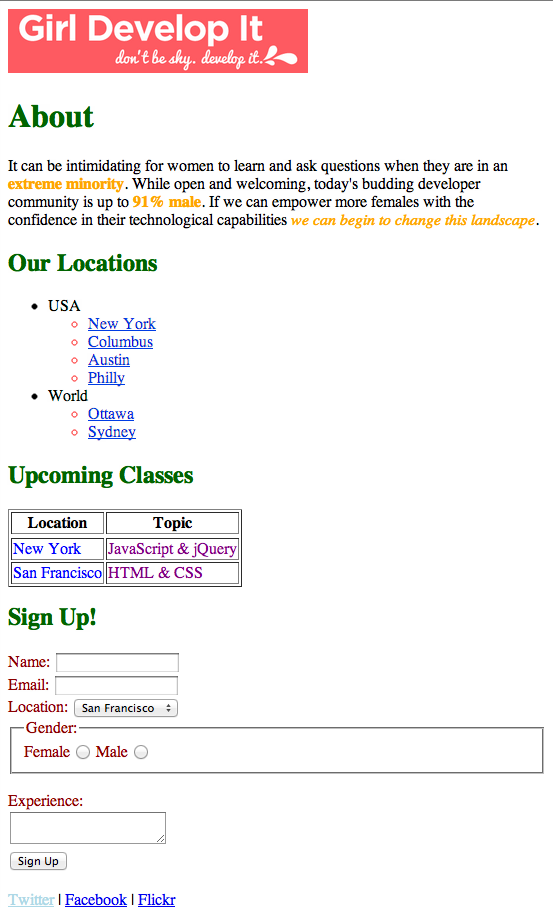 Girl Develop It
don't be shy. develop it.
About
It can be intimidating for women to learn and ask questions when they are in an
extreme minority. While open and welcoming, today's budding developer
community is up to 91% male. If we can empower more females with the
confidence in their technological capabilities we can begin to change this landscape.
Our Locations
USA
New York
Columbus
Austin
Philly
World
Ottawa
Sydney
Upcoming Classes
Location Topic
New York JavaScript & jQuery
San Francisco HTML & CSS
Sign Up!
Name:
Email:
Location: San Francisco
Gender:
Female Male
Experience:
Sign Up
Twitter | Facebook | Flickr